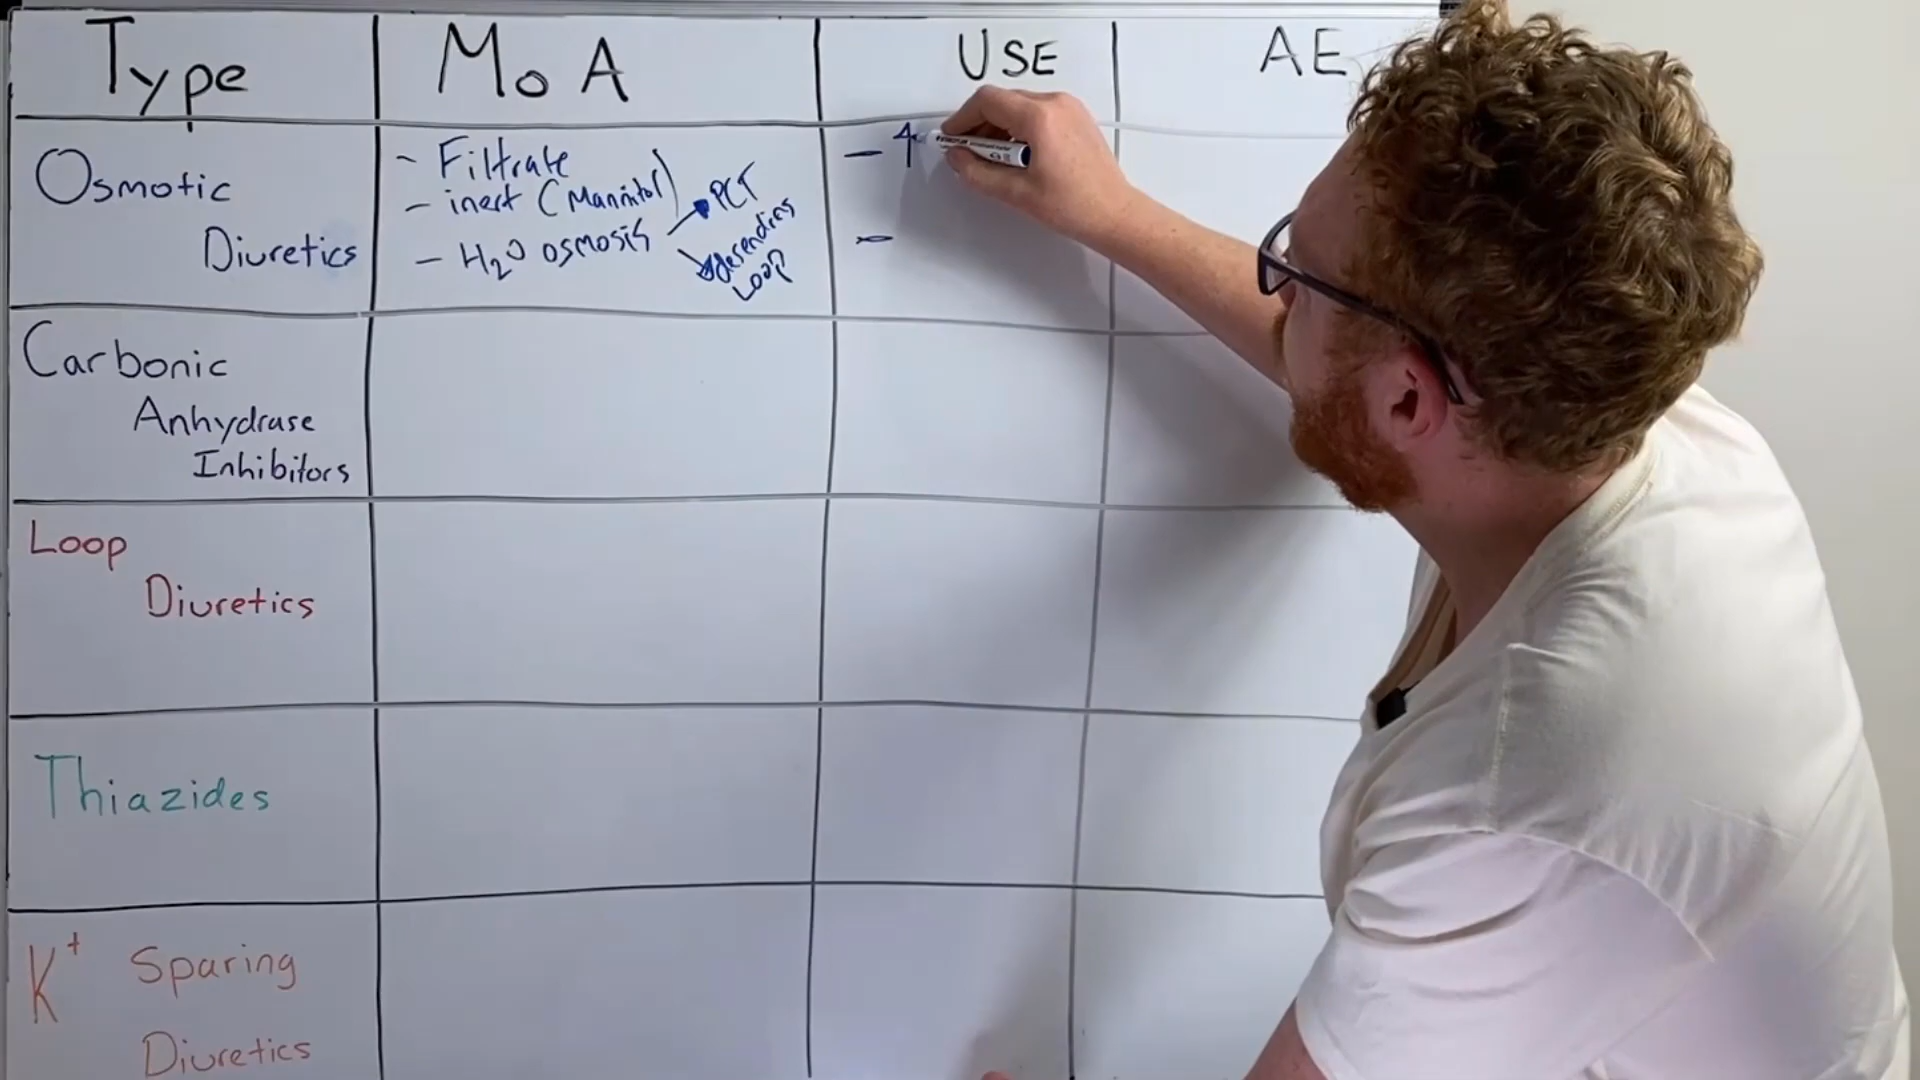 Type
MoA
USE
AE
Osmotic
Diuretics
- Filtrate
- inert (Mannitol)
- H₂O osmosis
PCT
desending
Loop
-
-
Carbonic
Anhydrase
Inhibitors
Loop
Diuretics
Thiazides
K⁺ Sparing
Diuretics